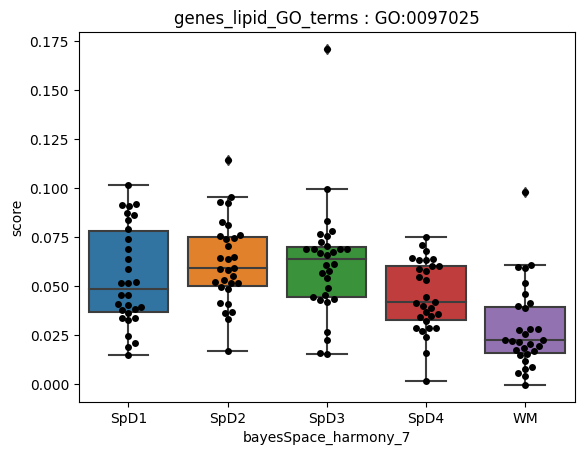 genes_lipid_GO_terms : GO:0097025
0.175
0.150
0.125
0.100
0.075
0.050
0.025
0.000
score
SpD1 SpD2 SpD3 SpD4 WM
bayesSpace_harmony_7